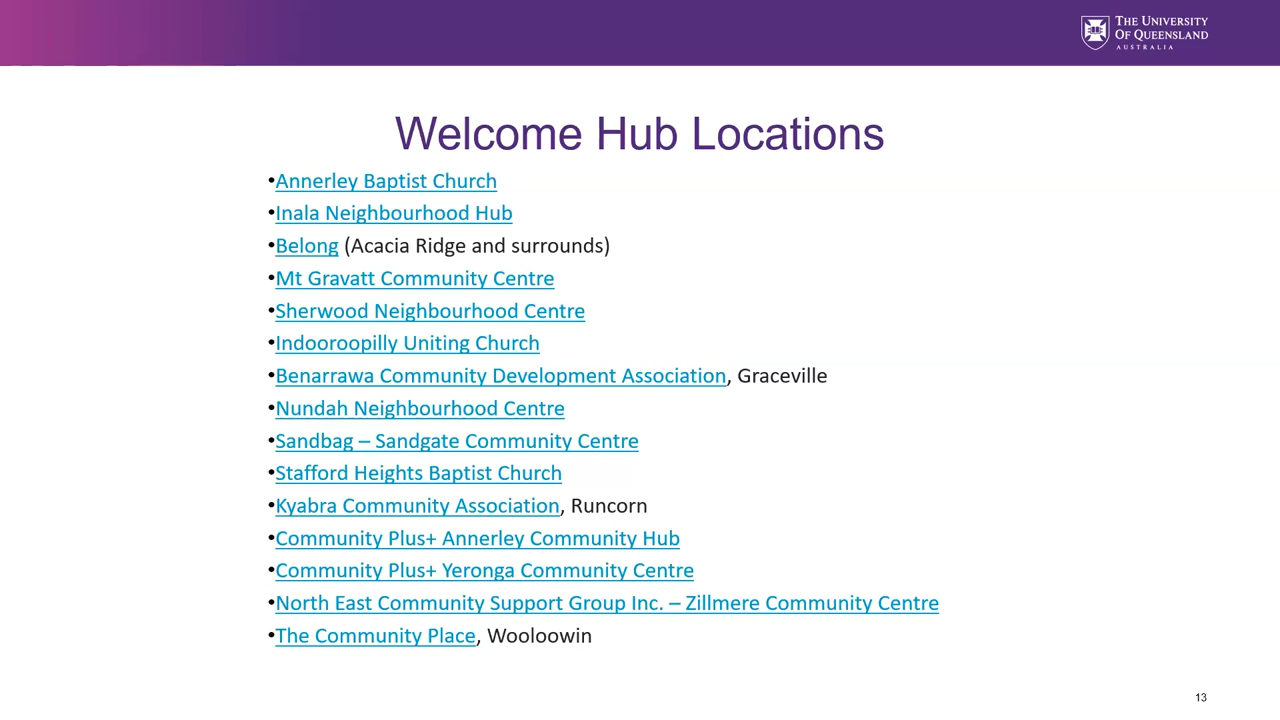 THE UNIVERSITY
OF QUEENSLAND
AUSTRALIA
Welcome Hub Locations
•Annerley Baptist Church
•Inala Neighbourhood Hub
•Belong (Acacia Ridge and surrounds)
•Mt Gravatt Community Centre
•Sherwood Neighbourhood Centre
•Indooroopilly Uniting Church
•Benarrawa Community Development Association, Graceville
•Nundah Neighbourhood Centre
•Sandbag – Sandgate Community Centre
•Stafford Heights Baptist Church
•Kyabra Community Association, Runcorn
•Community Plus+ Annerley Community Hub
•Community Plus+ Yeronga Community Centre
•North East Community Support Group Inc. – Zillmere Community Centre
•The Community Place, Wooloowin
13